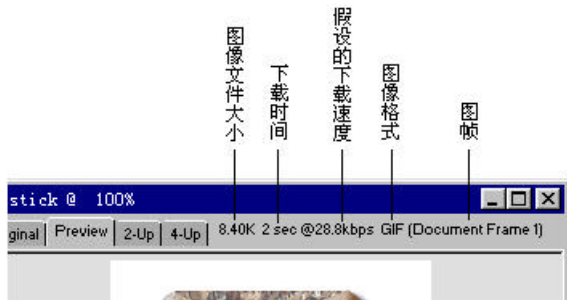 图像文件大小
下载时间
假设的下载速度
图像格式
图帧
stick @ 100%
ginal Preview 2-Up 4-Up 8.40K 2 sec @28.8kbps GIF (Document Frame 1)